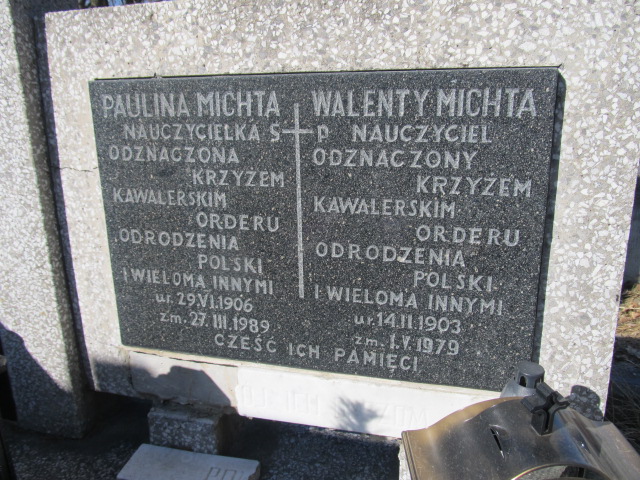 PAULINA MICHTA
NAUCZYCIELKA
ODZNACZONA
KRZYŻEM
KAWALERSKIM
ORDERU
ODRODZENIA
POLSKI
I WIELOMA INNYMI
ur. 29.VI.1906
zm. 27.III.1989
Ś P
WALENTY MICHTA
NAUCZYCIEL
ODZNACZONY
KRZYŻEM
KAWALERSKIM
ORDERU
ODRODZENIA
POLSKI
I WIELOMA INNYMI
ur. 14.II.1903
zm. 1.V.1979
CZEŚĆ ICH PAMIĘCI